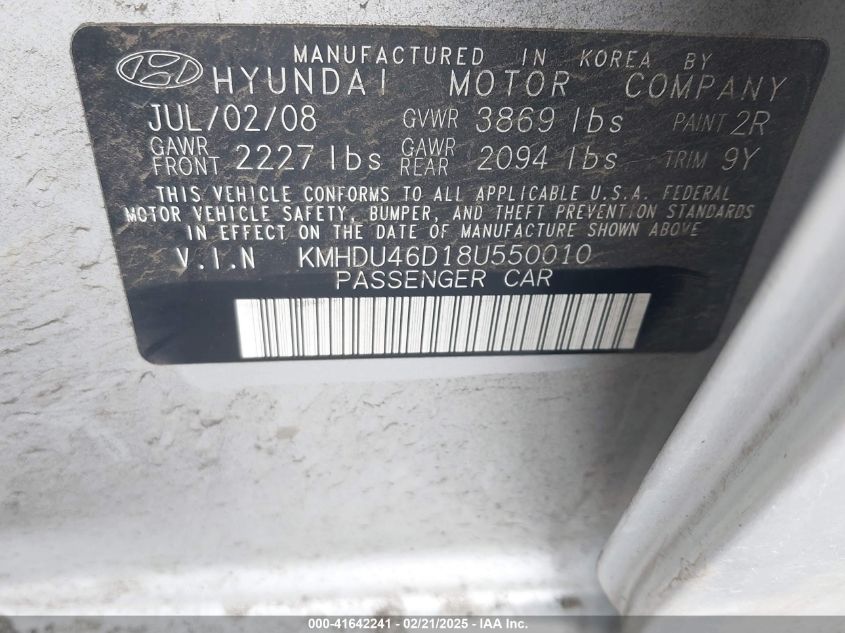 MANUFACTURED IN KOREA BY
HYUNDAI MOTOR COMPANY
JUL/02/08 GVWR 3869 lbs PAINT 2R
GAWR FRONT 2227 lbs GAWR REAR 2094 lbs TRIM 9Y
THIS VEHICLE CONFORMS TO ALL APPLICABLE U.S.A. FEDERAL
MOTOR VEHICLE SAFETY, BUMPER, AND THEFT PREVENTION STANDARDS
IN EFFECT ON THE DATE OF MANUFACTURE SHOWN ABOVE.
V.I.N KMHDU46D18U550010
PASSENGER CAR
000-41642241 - 02/21/2025 - IAA Inc.